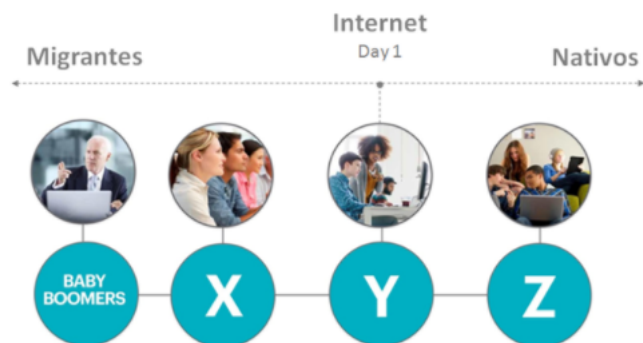 Internet
Migrantes
Day 1
Nativos
BABY
BOOMERS
X
Y
Z